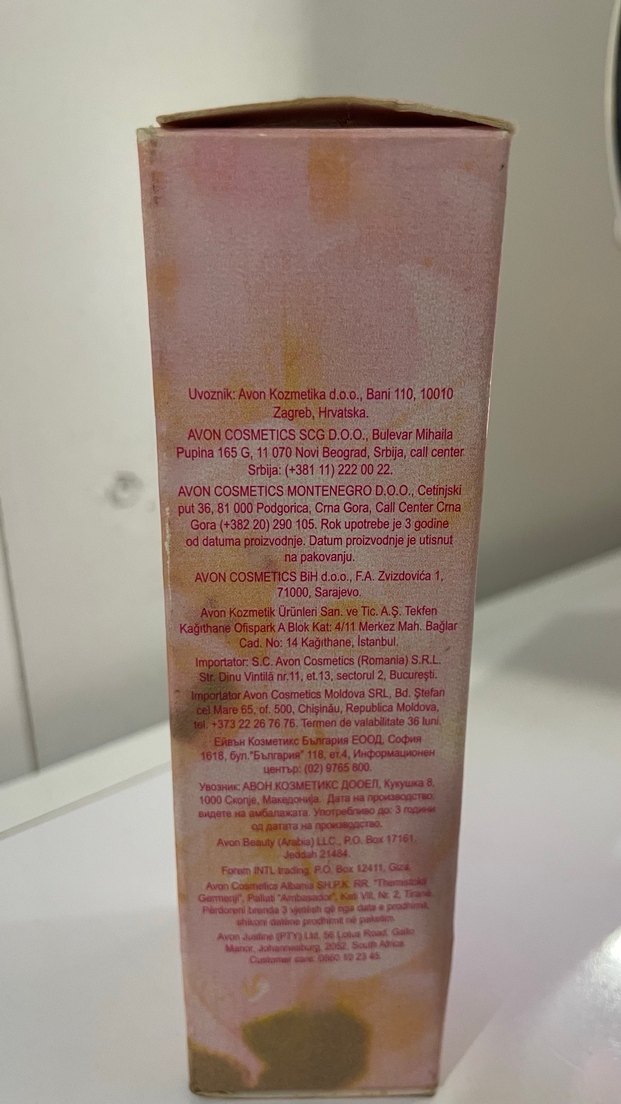 Uvoznik: Avon Kozmetika d.o.o., Bani 110, 10010
Zagreb, Hrvatska.
AVON COSMETICS SCG D.O.O., Bulevar Mihaila
Pupina 165 G, 11 070 Novi Beograd, Srbija, call center
Srbija: (+381 11) 222 00 22.
AVON COSMETICS MONTENEGRO D.O.O., Cetinjski
put 36, 81 000 Podgorica, Crna Gora, Call Center Crna
Gora (+382 20) 290 105. Rok upotrebe je 3 godine
od datuma proizvodnje. Datum proizvodnje je utisnut
na pakovanju.
AVON COSMETICS BiH d.o.o., F.A. Zvizdovića 1,
71000, Sarajevo.
Avon Kozmetik Ürünleri San. ve Tic. A.Ş. Tekfen
Kağıthane Ofispark A Blok Kat: 4/11 Merkez Mah. Bağlar
Cad. No: 14 Kağıthane, İstanbul.
Importator: S.C. Avon Cosmetics (Romania) S.R.L.
Str. Dinu Vintilă nr.11, et.13, sectorul 2, Bucureşti.
Importator Avon Cosmetics Moldova SRL, Bd. Ştefan
cel Mare 65, of. 500, Chişinău, Republica Moldova,
tel. +373 22 26 76 76. Termen de valabilitate 36 luni.
Ейвън Козметикс България ЕООД, София
1618, бул."България" 118, ет.4, Информационен
център: (02) 9765 800.
Увозник: АВОН КОЗМЕТИКС ДООЕЛ, Кукушка 8,
1000 Скопје, Македонија. Дата на производство:
видете на амбалажата. Употребливо до: 3 години
од датата на производство.
Avon Beauty (Arabia) LLC., P.O. Box 17161,
Jeddah 21484.
Forem INTL trading, P.O. Box 12411, Giza.
Avon Cosmetics Albania SH.P.K. RR. "Themistokli
Germenji", Pallati "Ambasador", Kati VII, Nr. 2, Tiranë.
Përdoreni brenda 3 vjetësh që nga data e prodhimit,
shikoni datën e prodhimit në paketim.
Avon Justine (PTY) Ltd. 56 Lotus Road, Gallo
Manor, Johannesburg, 2052, South Africa
Customer care: 0860 10 23 45